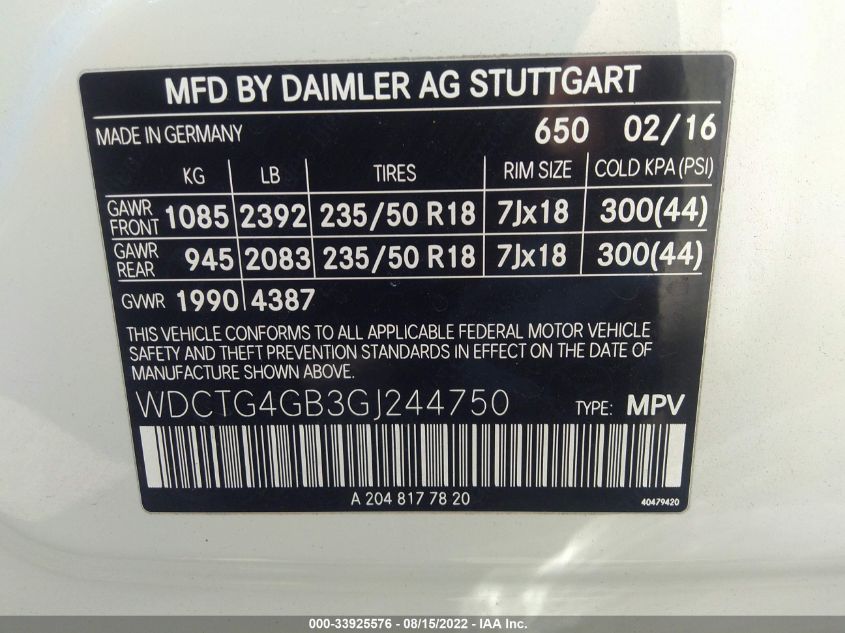 MFD BY DAIMLER AG STUTTGART
MADE IN GERMANY 650 02/16
KG LB TIRES RIM SIZE COLD KPA (PSI)
GAWR FRONT 1085 2392 235/50 R18 7Jx18 300(44)
GAWR REAR 945 2083 235/50 R18 7Jx18 300(44)
GVWR 1990 4387
THIS VEHICLE CONFORMS TO ALL APPLICABLE FEDERAL MOTOR VEHICLE
SAFETY AND THEFT PREVENTION STANDARDS IN EFFECT ON THE DATE OF
MANUFACTURE SHOWN ABOVE.
WDCTG4GB3GJ244750 TYPE: MPV
A 204 817 78 20 40479420
000-33925576 - 08/15/2022 - IAA Inc.